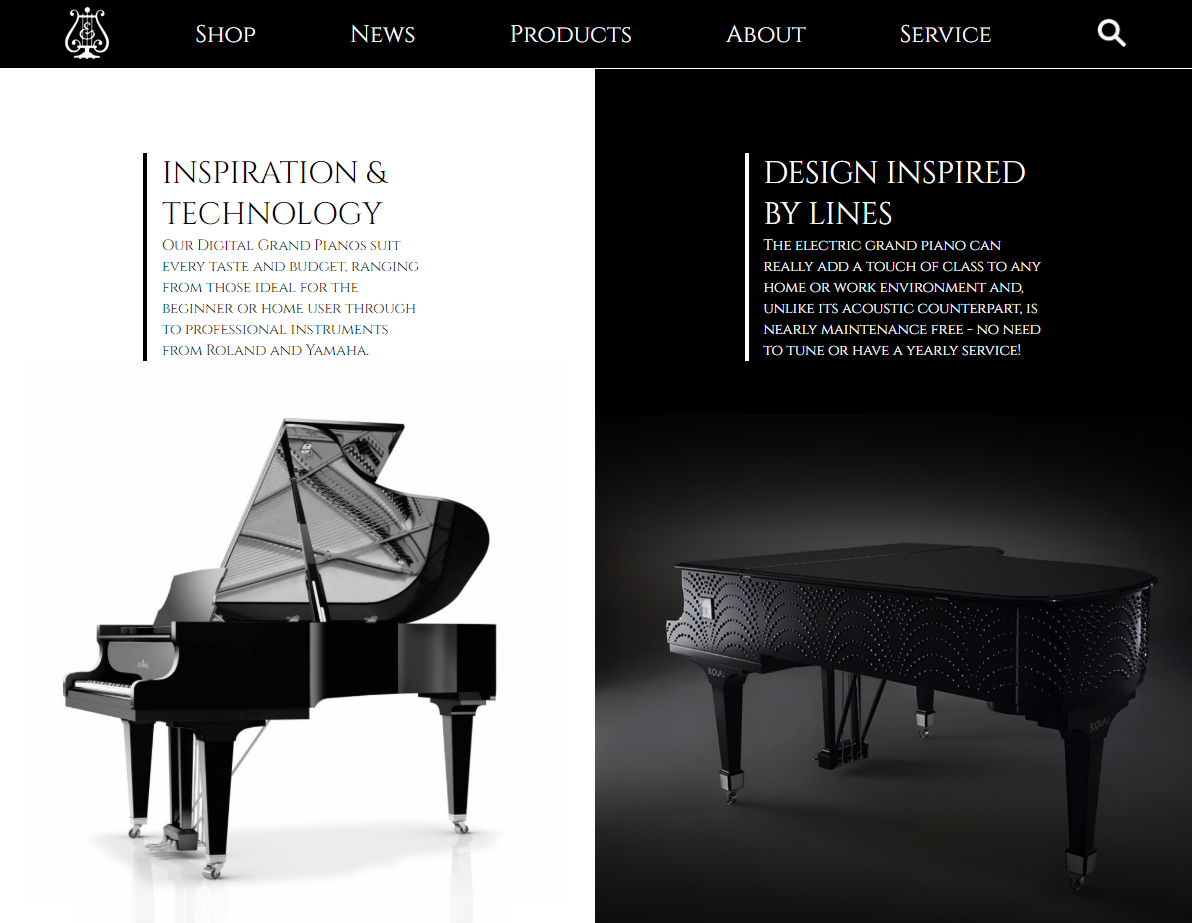 Shop News Products About Service
INSPIRATION &
TECHNOLOGY
Our Digital Grand Pianos suit
every taste and budget, ranging
from those ideal for the
beginner or home user through
to professional instruments
from Roland and Yamaha.
DESIGN INSPIRED
BY LINES
The electric grand piano can
really add a touch of class to any
home or work environment and,
unlike its acoustic counterpart, is
nearly maintenance free - no need
to tune or have a yearly service!